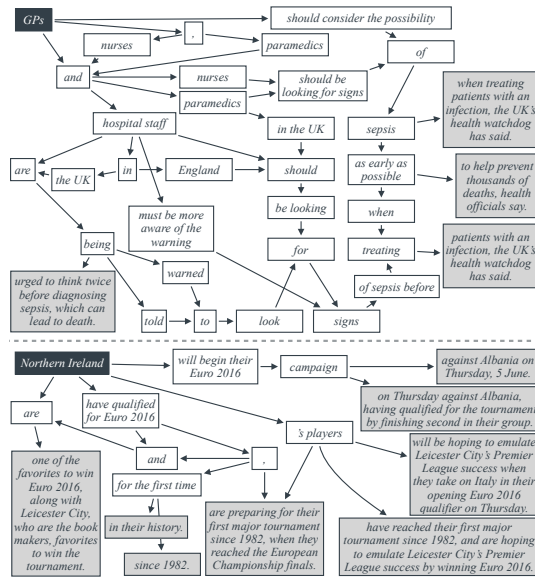 GPs
should consider the possibility
nurses
,
paramedics
of
and
nurses
should be
looking for signs
paramedics
when treating
patients with an
infection, the UK's
health watchdog
has said.
hospital staff
in the UK
sepsis
are
the UK
in
England
should
as early as
possible
to help prevent
thousands of
deaths, health
officials say.
must be more
aware of the
warning
be looking
when
being
for
treating
patients with an
infection, the UK's
health watchdog
has said.
urged to think twice
before diagnosing
sepsis, which can
lead to death.
warned
of sepsis before
told
to
look
signs
Northern Ireland
will begin their
Euro 2016
campaign
against Albania on
Thursday, 5 June.
are
have qualified
for Euro 2016
on Thursday against Albania,
having qualified for the tournament
by finishing second in their group.
's players
one of the
favorites to win
Euro 2016,
along with
Leicester City,
who are the book
makers, favorites
to win the
tournament.
and
,
will be hoping to emulate
Leicester City's Premier
League success when
they take on Italy in their
opening Euro 2016
qualifier on Thursday.
for the first time
in their history.
since 1982.
are preparing for their
first major tournament
since 1982, when they
reached the European
Championship finals.
have reached their first major
tournament since 1982, and are hoping
to emulate Leicester City's Premier
League success by winning Euro 2016.